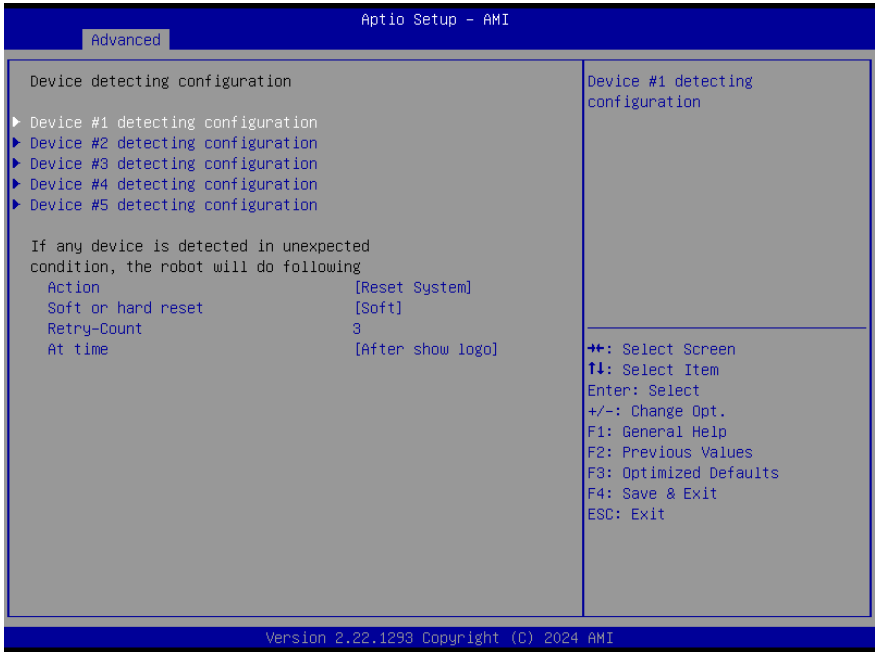 Aptio Setup – AMI
Advanced
Device detecting configuration
Device #1 detecting configuration
Device #2 detecting configuration
Device #3 detecting configuration
Device #4 detecting configuration
Device #5 detecting configuration
If any device is detected in unexpected
condition, the robot will do following
Action [Reset System]
Soft or hard reset [Soft]
Retry-Count 3
At time [After show logo]
Device #1 detecting
configuration
→←: Select Screen
↑↓: Select Item
Enter: Select
+/-: Change Opt.
F1: General Help
F2: Previous Values
F3: Optimized Defaults
F4: Save & Exit
ESC: Exit
Version 2.22.1293 Copyright (C) 2024 AMI